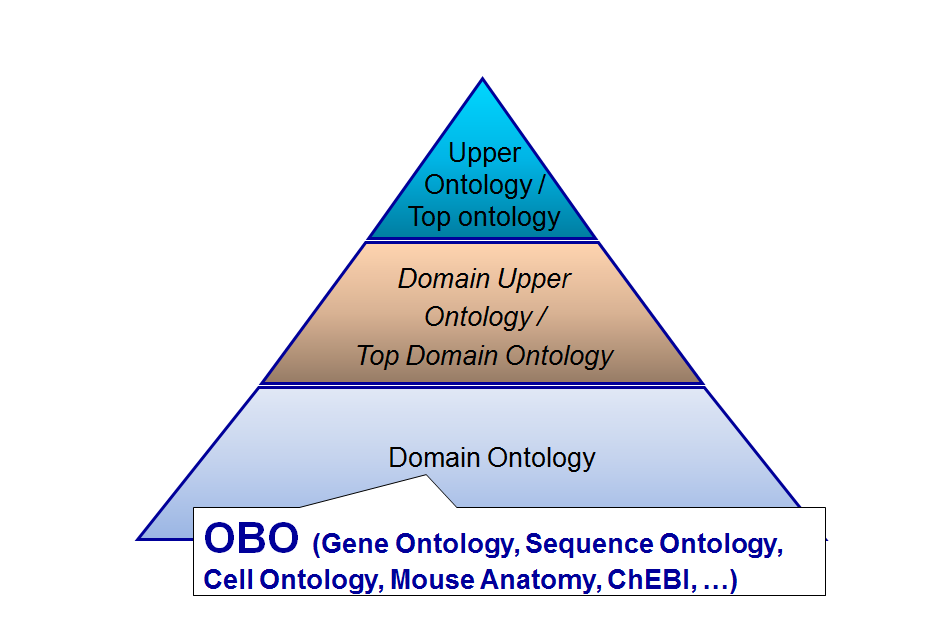 Upper
Ontology /
Top ontology
Domain Upper
Ontology /
Top Domain Ontology
Domain Ontology
OBO (Gene Ontology, Sequence Ontology,
Cell Ontology, Mouse Anatomy, ChEBI, …)